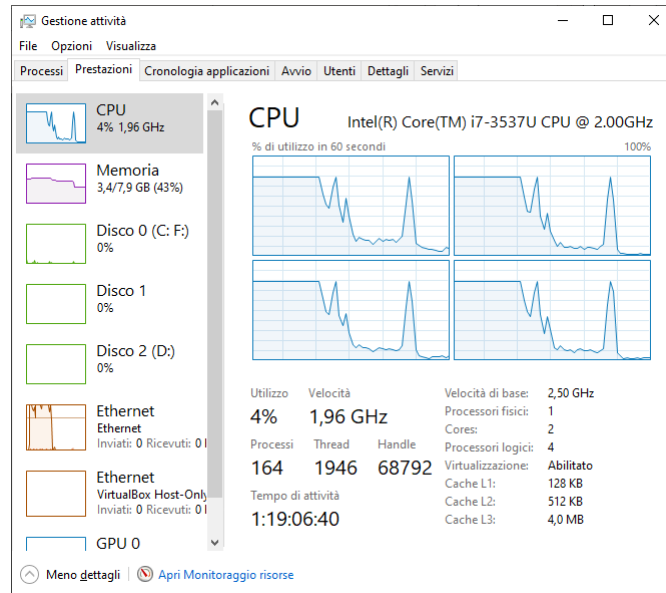 Gestione attività
File Opzioni Visualizza
Processi Prestazioni Cronologia applicazioni Avvio Utenti Dettagli Servizi
CPU
4% 1,96 GHz
Memoria
3,4/7,9 GB (43%)
Disco 0 (C: F:)
0%
Disco 1
0%
Disco 2 (D:)
0%
Ethernet
Ethernet
Inviati: 0 Ricevuti: 0
Ethernet
VirtualBox Host-Only
Inviati: 0 Ricevuti: 0
GPU 0
CPU Intel(R) Core(TM) i7-3537U CPU @ 2.00GHz
% di utilizzo in 60 secondi 100%
Utilizzo Velocità
4% 1,96 GHz
Processi Thread Handle
164 1946 68792
Tempo di attività
1:19:06:40
Velocità di base: 2,50 GHz
Processori fisici: 1
Cores: 2
Processori logici: 4
Virtualizzazione: Abilitato
Cache L1: 128 KB
Cache L2: 512 KB
Cache L3: 4,0 MB
Meno dettagli Apri Monitoraggio risorse